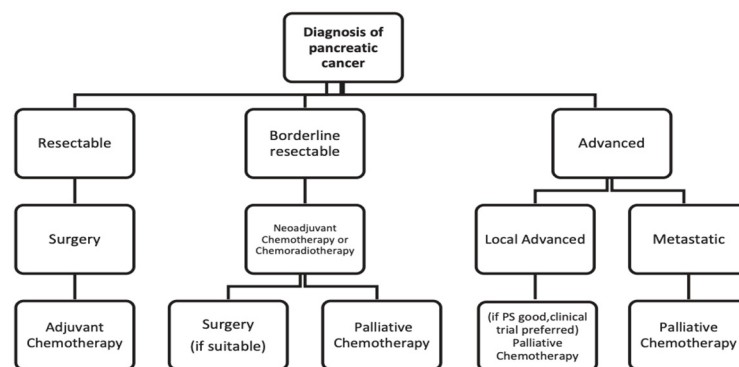 Diagnosis of
pancreatic
cancer
Resectable
Borderline
resectable
Advanced
Surgery
Neoadjuvant
Chemotherapy or
Chemoradiotherapy
Local Advanced
Metastatic
Adjuvant
Chemotherapy
Surgery
(if suitable)
Palliative
Chemotherapy
(if PS good,clinical
trial preferred)
Palliative
Chemotherapy
Palliative
Chemotherapy